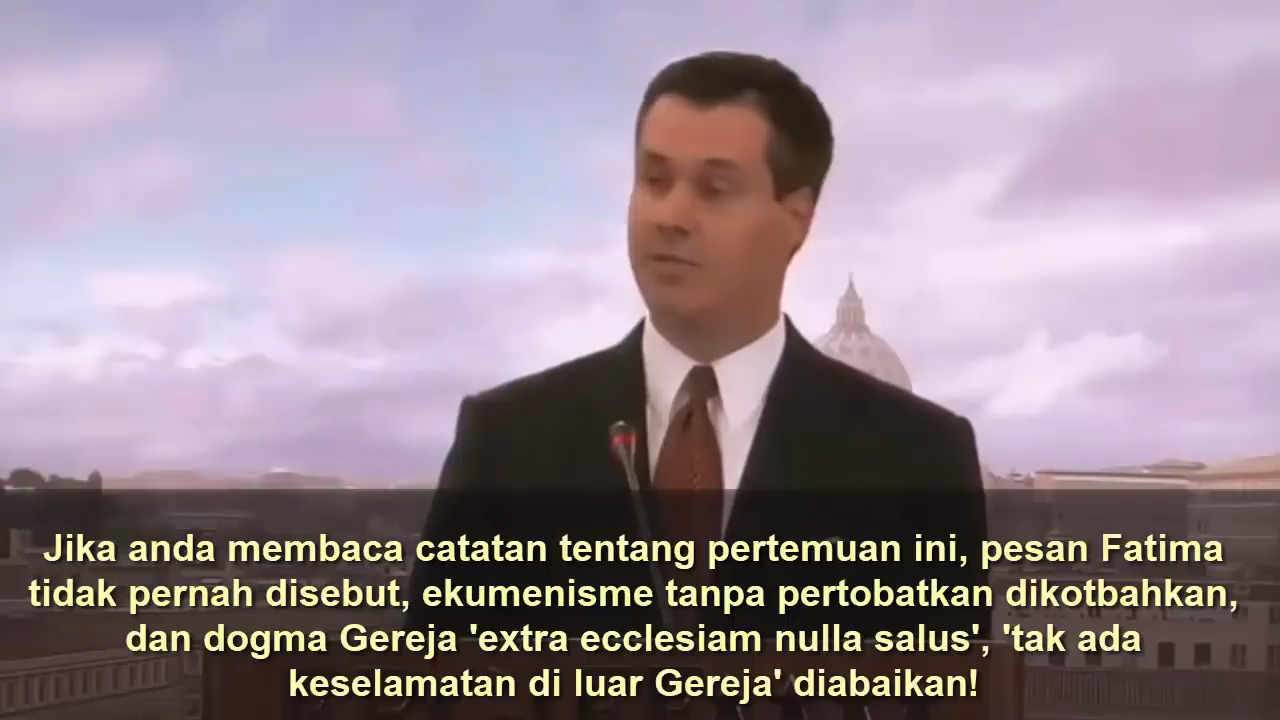 Jika anda membaca catatan tentang pertemuan ini, pesan Fatima
tidak pernah disebut, ekumenisme tanpa pertobatkan dikotbahkan,
dan dogma Gereja 'extra ecclesiam nulla salus', 'tak ada
keselamatan di luar Gereja' diabaikan!